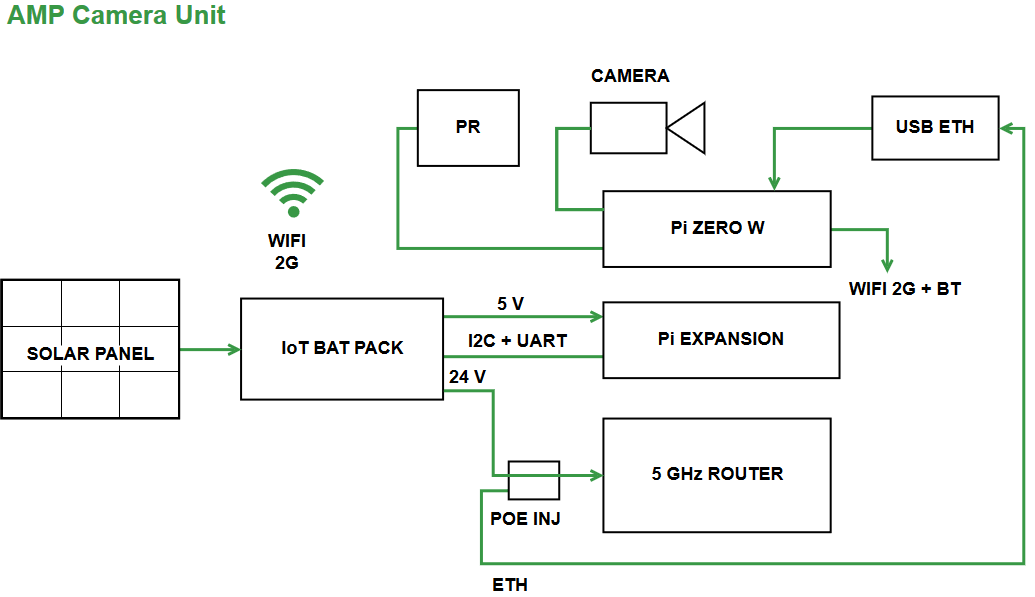 AMP Camera Unit
CAMERA
PR
USB ETH
Pi ZERO W
WIFI
2G
WIFI 2G + BT
5 V
SOLAR PANEL
IoT BAT PACK
I2C + UART
Pi EXPANSION
24 V
5 GHz ROUTER
POE INJ
ETH